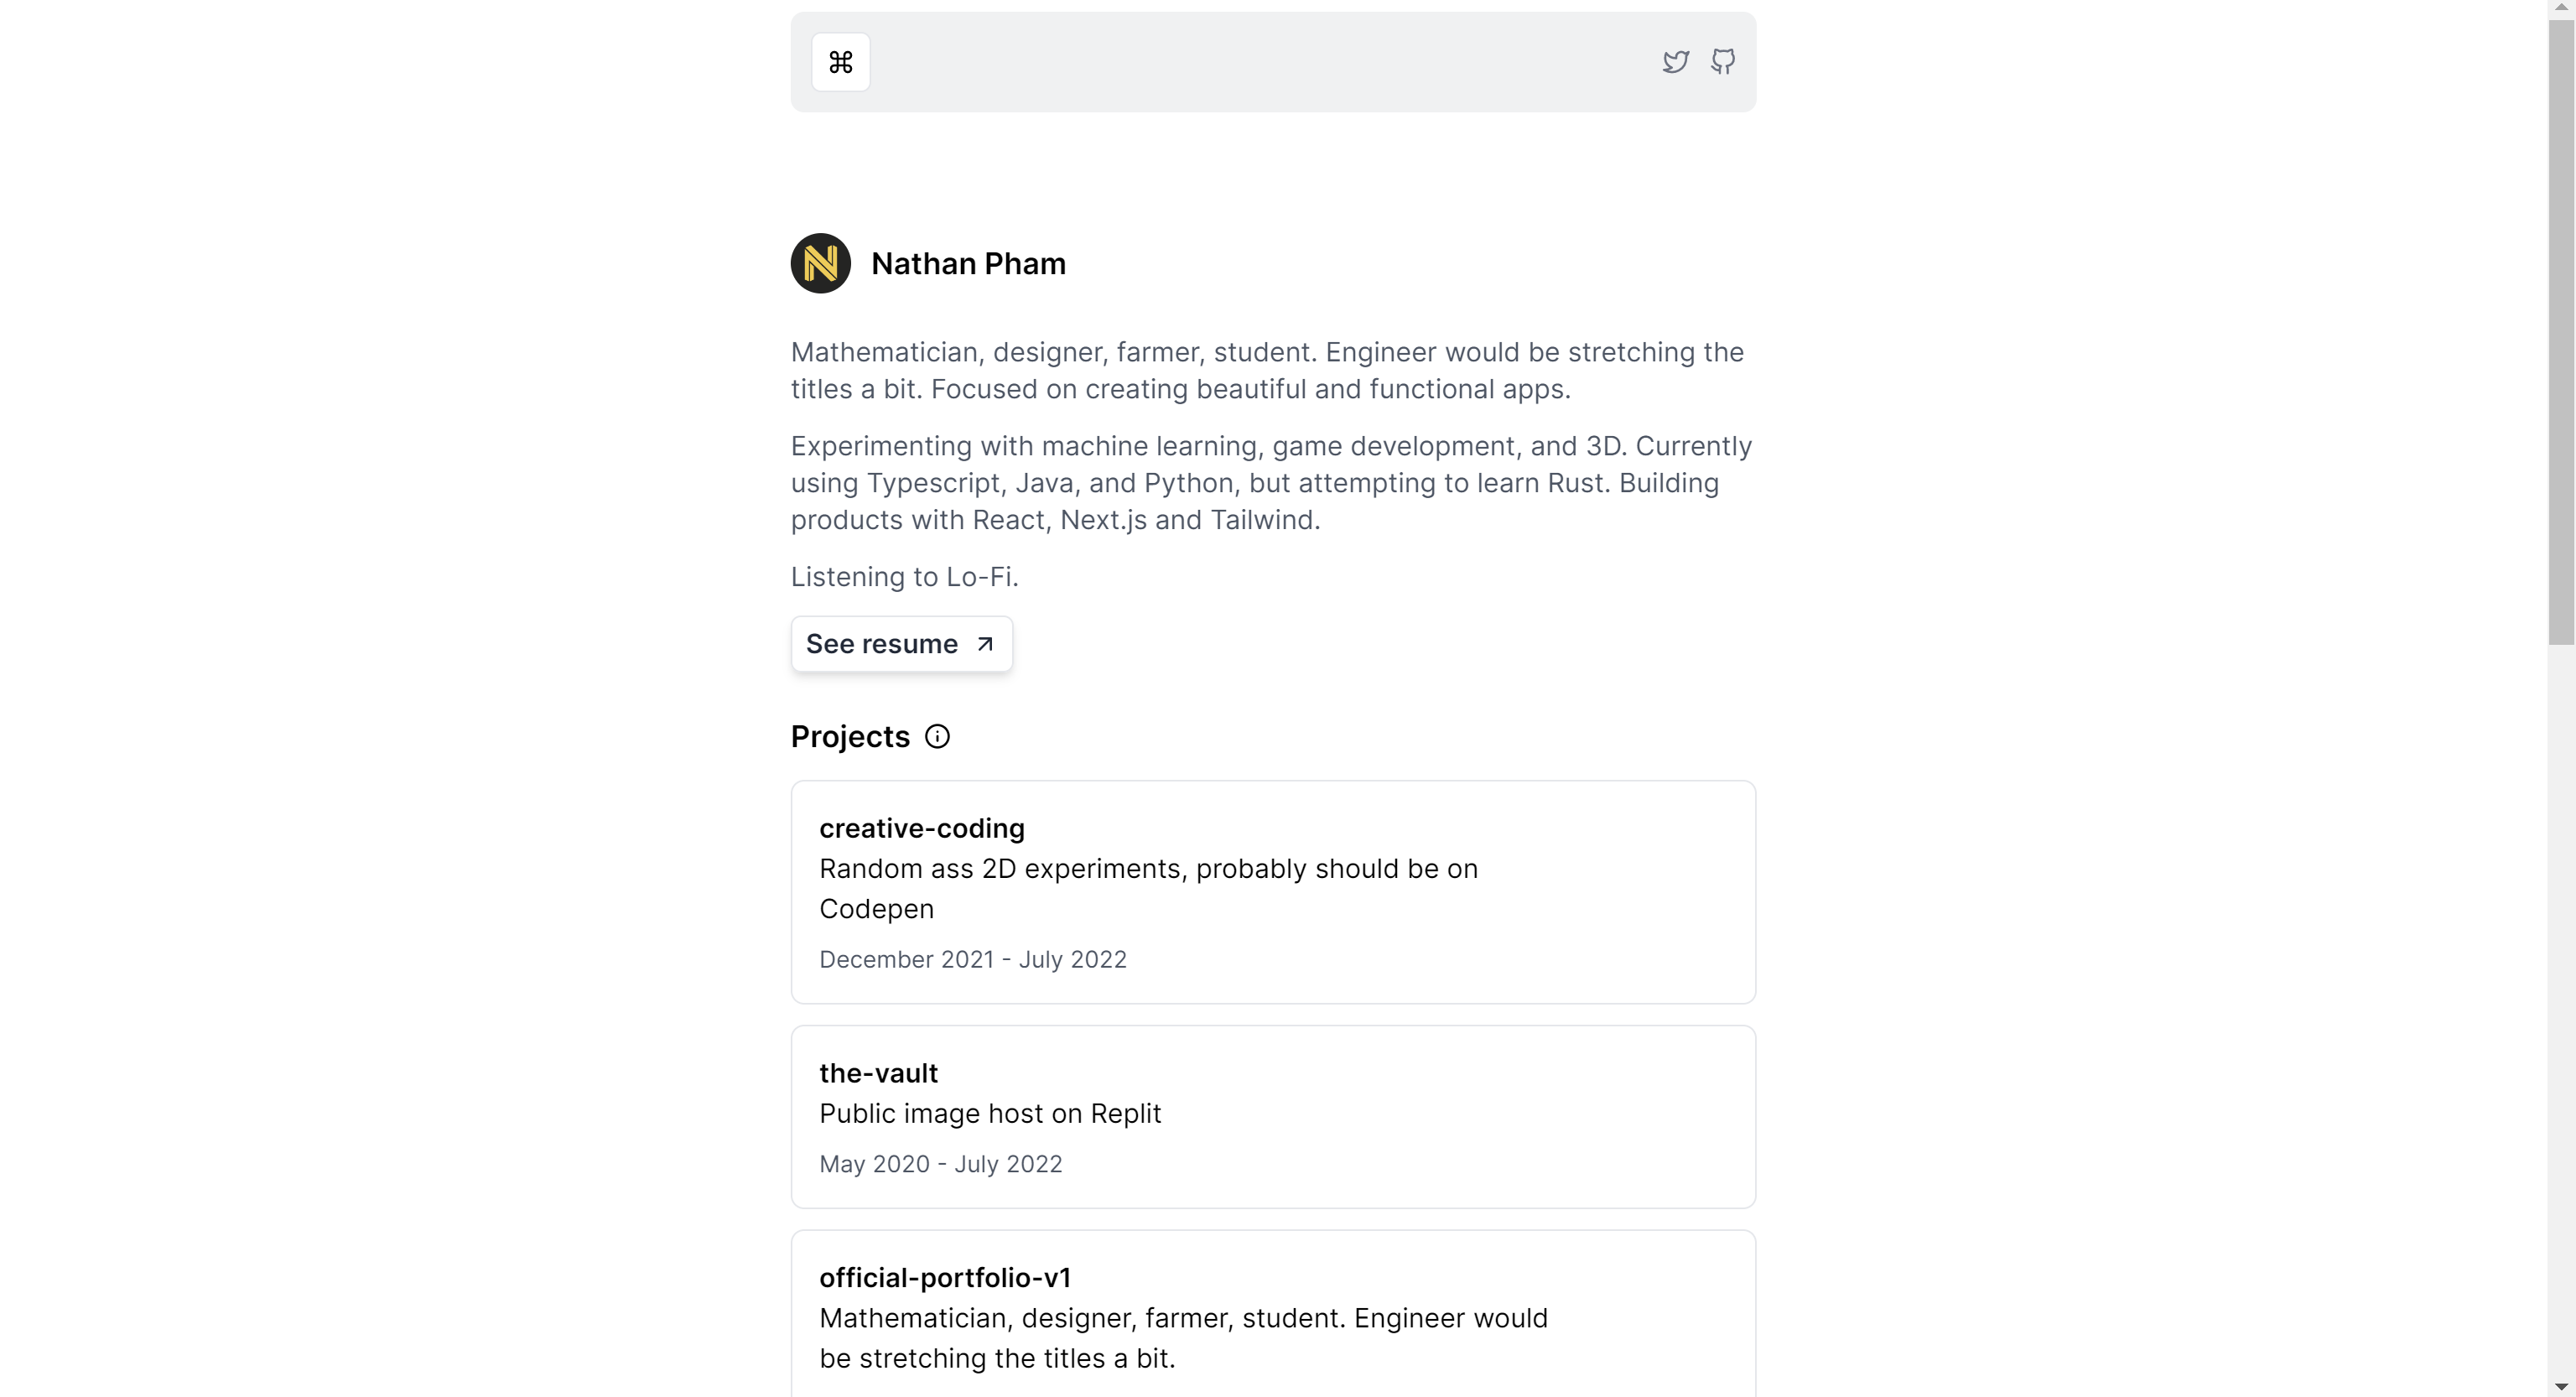 Nathan Pham
Mathematician, designer, farmer, student. Engineer would be stretching the
titles a bit. Focused on creating beautiful and functional apps.
Experimenting with machine learning, game development, and 3D. Currently
using Typescript, Java, and Python, but attempting to learn Rust. Building
products with React, Next.js and Tailwind.
Listening to Lo-Fi.
See resume
Projects
creative-coding
Random ass 2D experiments, probably should be on
Codepen
December 2021 - July 2022
the-vault
Public image host on Replit
May 2020 - July 2022
official-portfolio-v1
Mathematician, designer, farmer, student. Engineer would
be stretching the titles a bit.